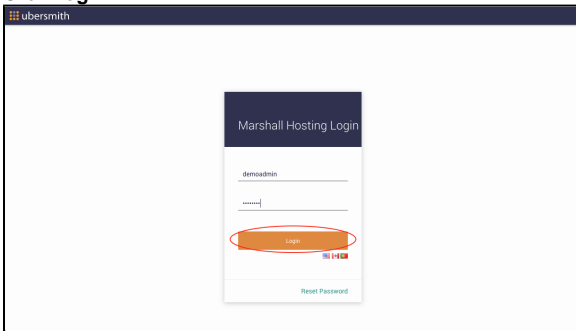 ubersmith
Marshall Hosting Login
demoadmin
........
Login
Reset Password